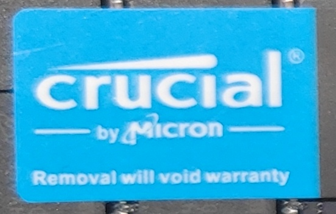 crucial®
by Micron
Removal will void warranty